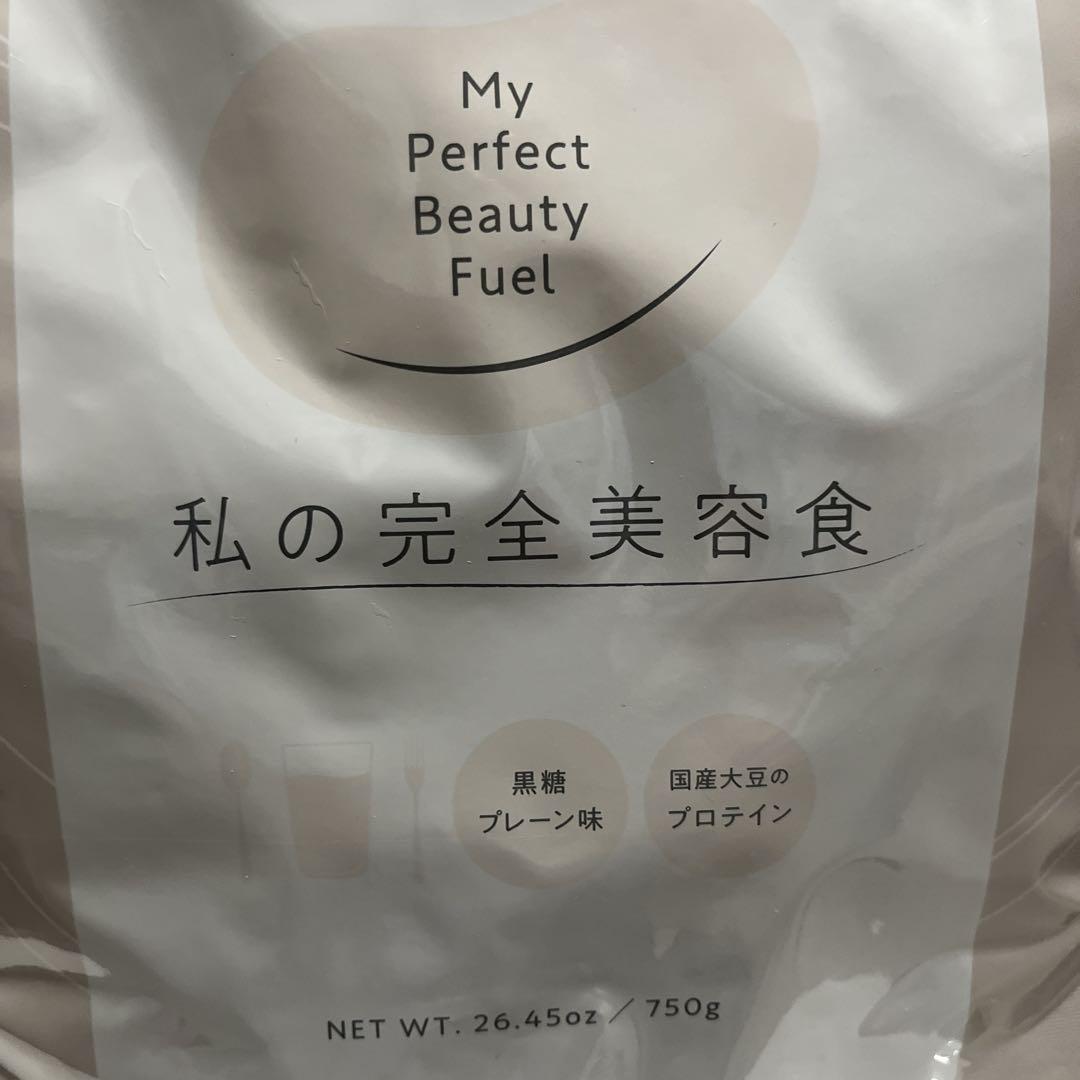 My
Perfect
Beauty
Fuel
私の完全美容食
黒糖
プレーン味
国産大豆の
プロテイン
NET WT. 26.45oz / 750g